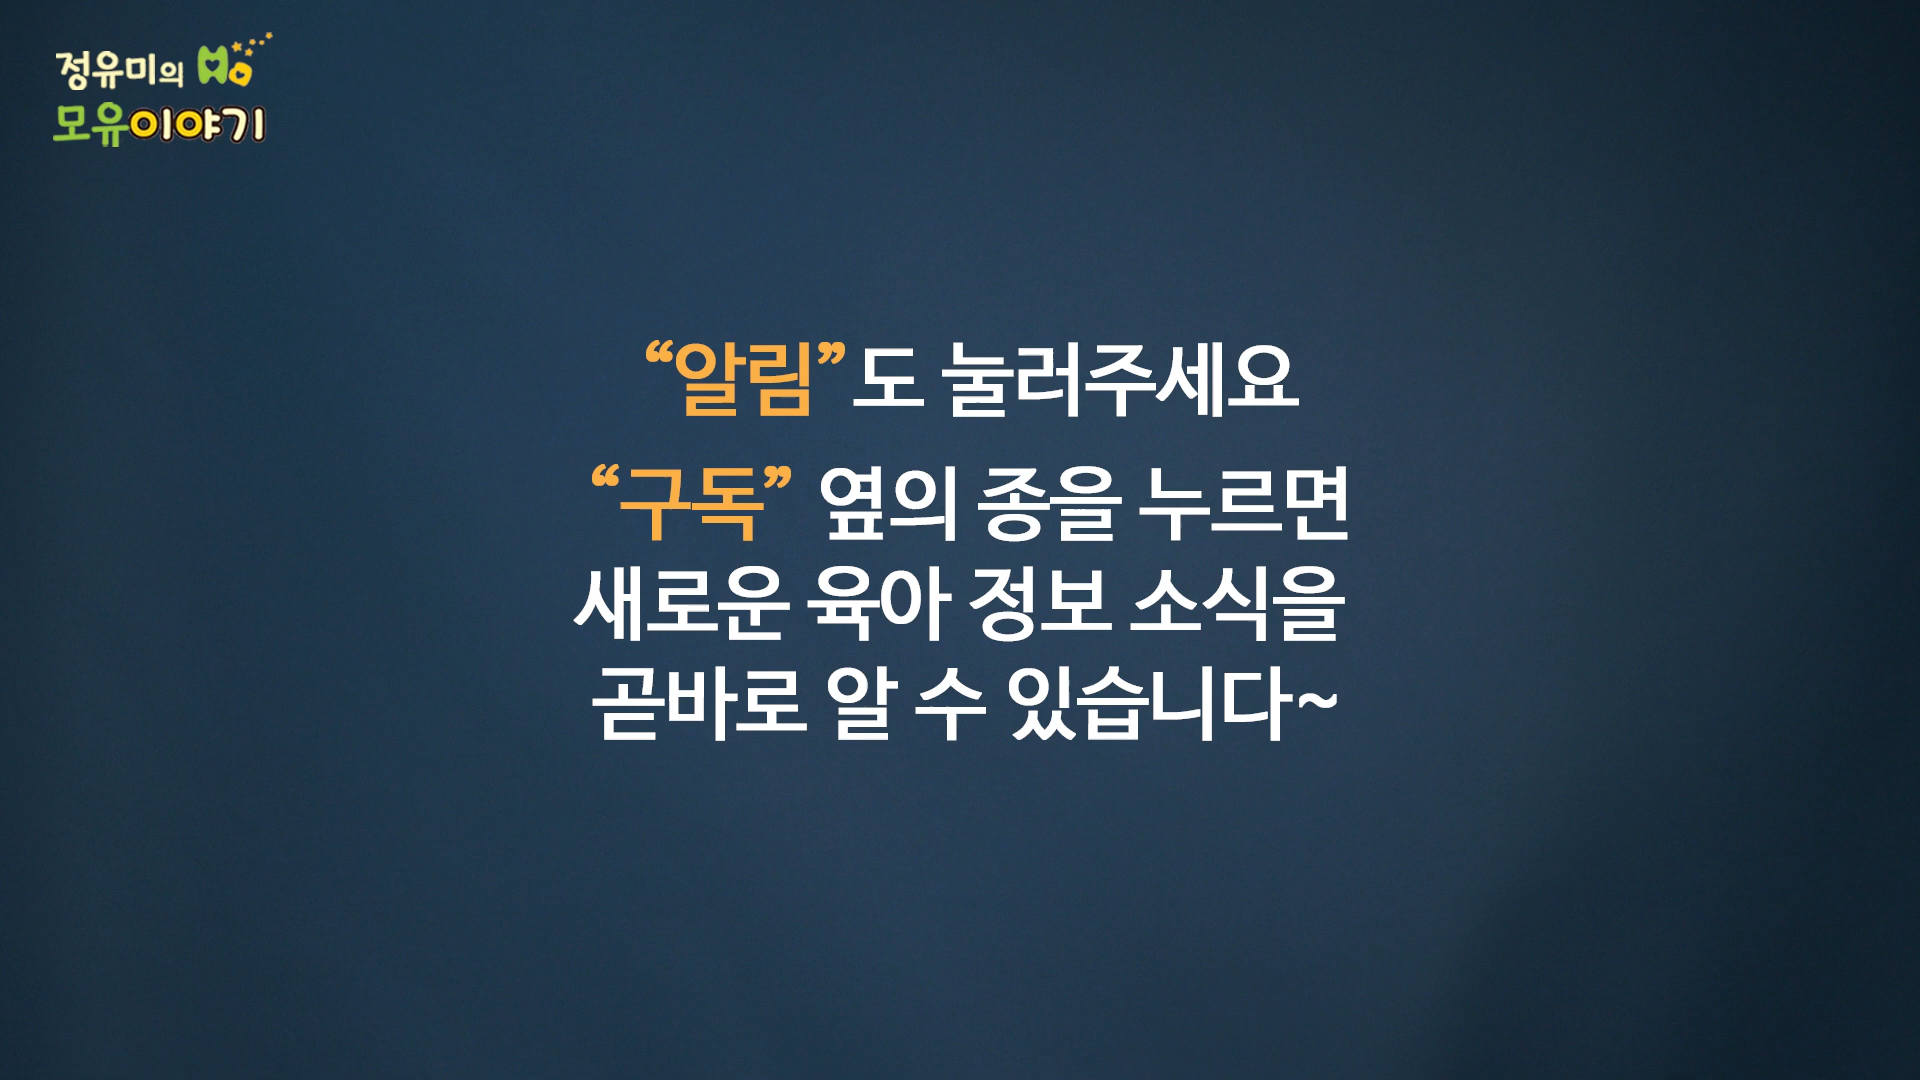 정유미의
모유이야기
“알림”도 눌러주세요
“구독” 옆의 종을 누르면
새로운 육아 정보 소식을
곧바로 알 수 있습니다~